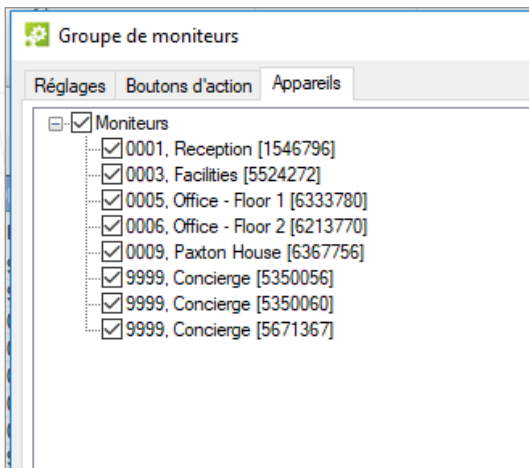 Groupe de moniteurs
Réglages Boutons d'action Appareils
Moniteurs
0001, Reception [1546796]
0003, Facilities [5524272]
0005, Office - Floor 1 [6333780]
0006, Office - Floor 2 [6213770]
0009, Paxton House [6367756]
9999, Concierge [5350056]
9999, Concierge [5350060]
9999, Concierge [5671367]